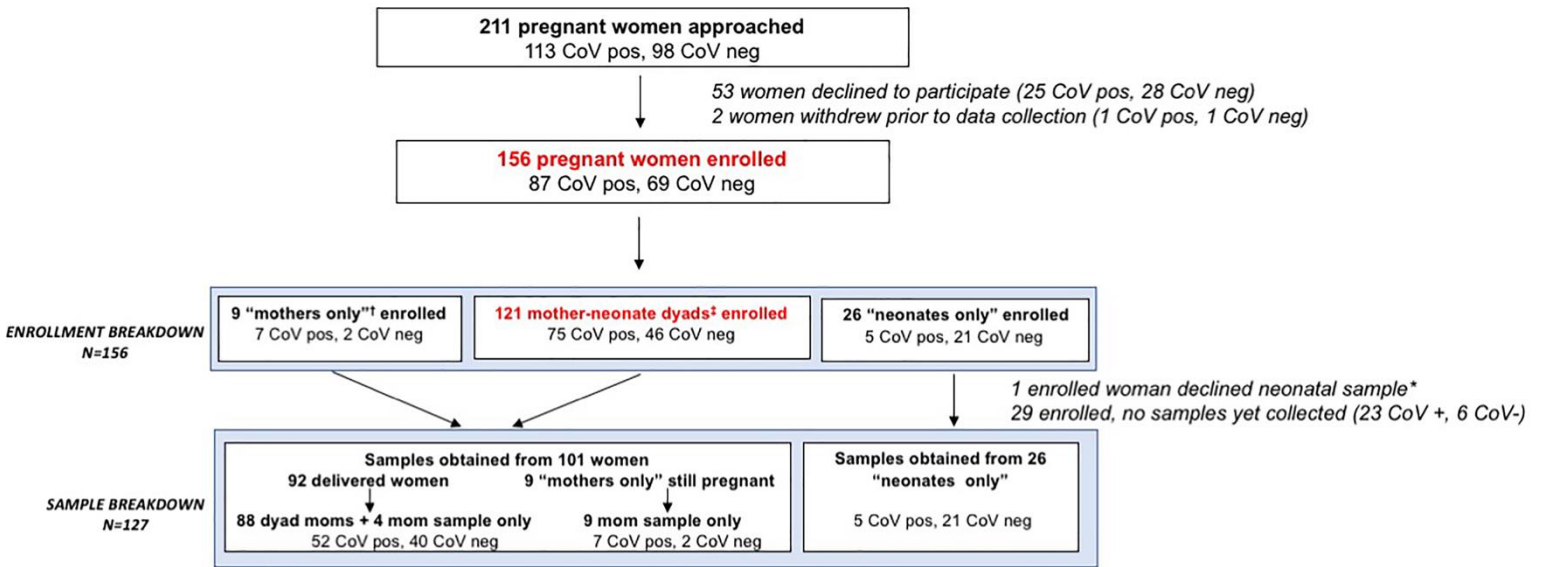 211 pregnant women approached
113 CoV pos, 98 CoV neg
53 women declined to participate (25 CoV pos, 28 CoV neg)
2 women withdrew prior to data collection (1 CoV pos, 1 CoV neg)
156 pregnant women enrolled
87 CoV pos, 69 CoV neg
ENROLLMENT BREAKDOWN
N=156
9 “mothers only”† enrolled
7 CoV pos, 2 CoV neg
121 mother-neonate dyads‡ enrolled
75 CoV pos, 46 CoV neg
26 “neonates only” enrolled
5 CoV pos, 21 CoV neg
1 enrolled woman declined neonatal sample*
29 enrolled, no samples yet collected (23 CoV +, 6 CoV-)
SAMPLE BREAKDOWN
N=127
Samples obtained from 101 women
92 delivered women
88 dyad moms + 4 mom sample only
52 CoV pos, 40 CoV neg
9 “mothers only” still pregnant
9 mom sample only
7 CoV pos, 2 CoV neg
Samples obtained from 26
“neonates only”
5 CoV pos, 21 CoV neg